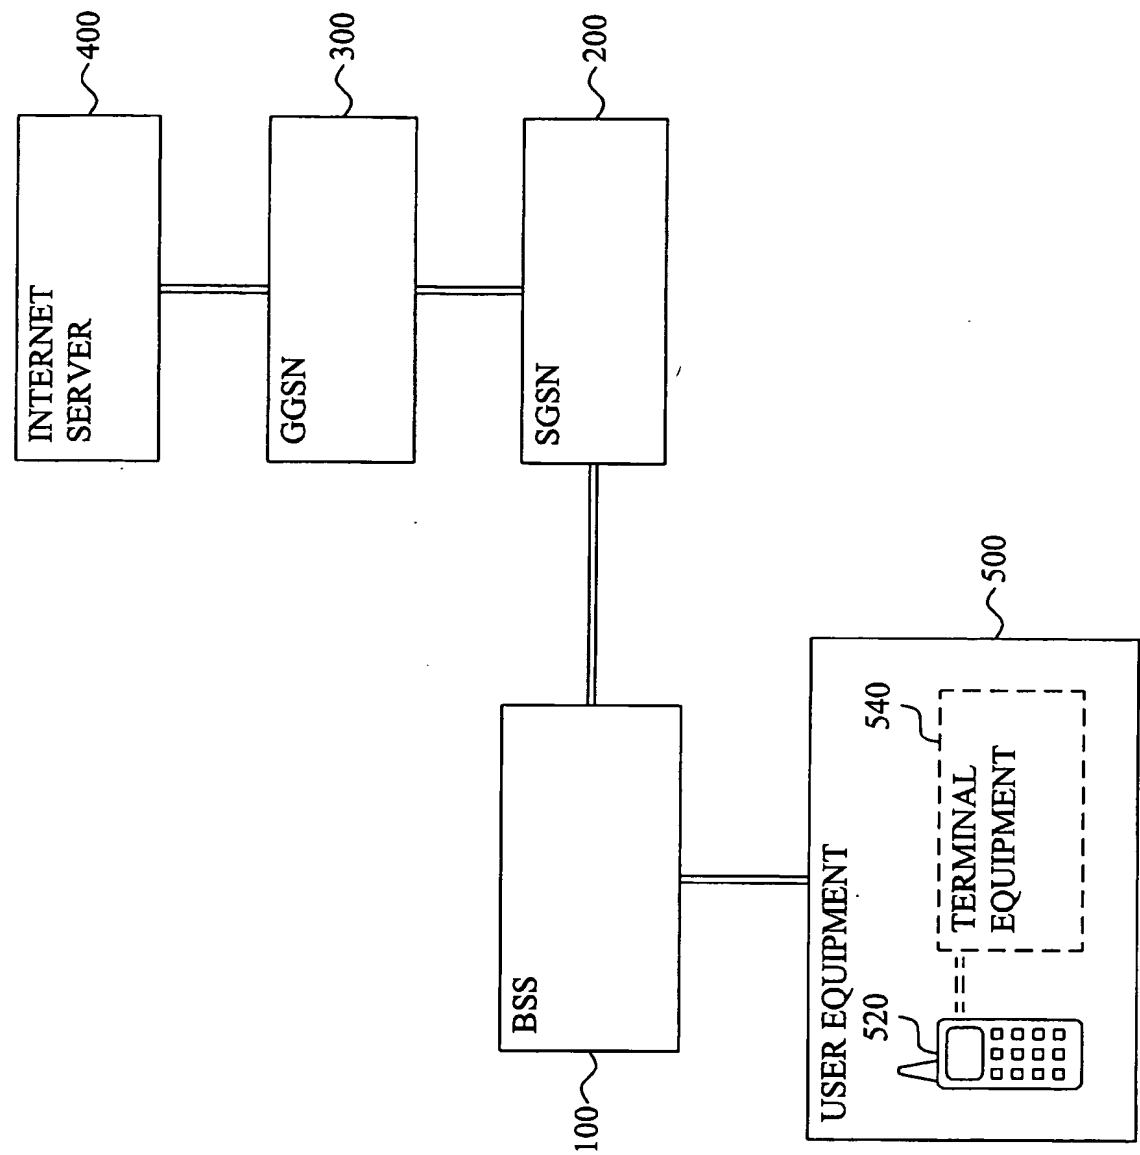 INTERNET
SERVER
400
GGSN
300
SGSN
200
BSS
100
USER EQUIPMENT
500
520
540
TERMINAL
EQUIPMENT